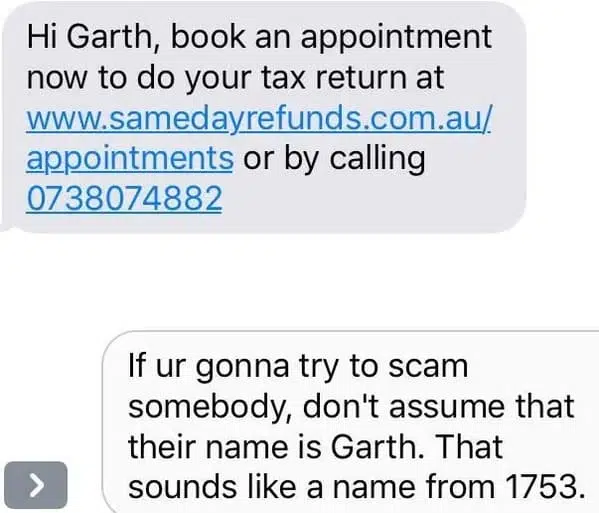 Hi Garth, book an appointment
now to do your tax return at
www.samedayrefunds.com.au/
appointments or by calling
0738074882
If ur gonna try to scam
somebody, don't assume that
their name is Garth. That
sounds like a name from 1753.